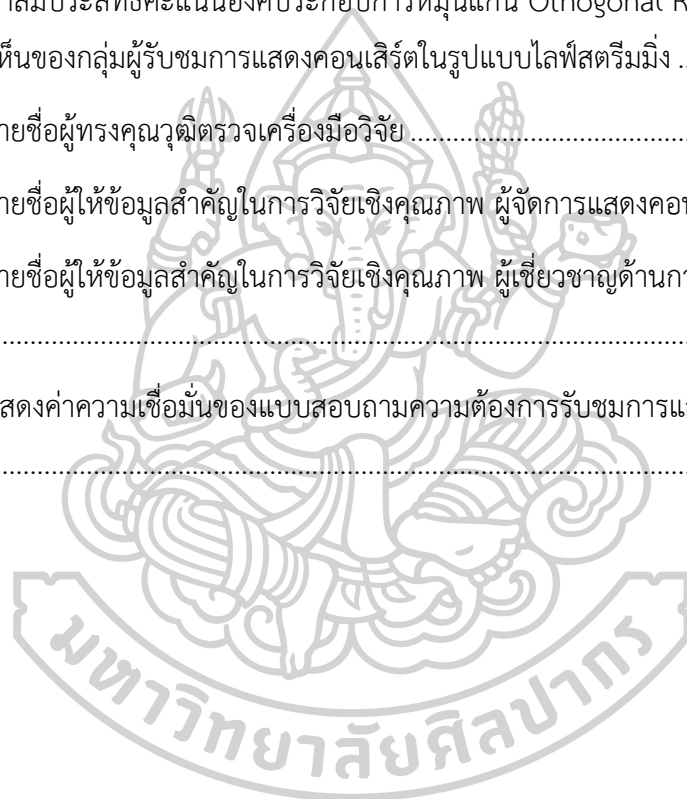 าสัมประสิทธิ์คะแนนองค์ประกอบการหมุนแกน Othogonal R
ห็นของกลุ่มผู้รับชมการแสดงคอนเสิร์ตในรูปแบบไลฟ์สตรีมมิ่ง ..
ายชื่อผู้ทรงคุณวุฒิตรวจเครื่องมือวิจัย ................................................
ายชื่อผู้ให้ข้อมูลสำคัญในการวิจัยเชิงคุณภาพ ผู้จัดการแสดงคอน
ายชื่อผู้ให้ข้อมูลสำคัญในการวิจัยเชิงคุณภาพ ผู้เชี่ยวชาญด้านกา
................................................................................................
สดงค่าความเชื่อมั่นของแบบสอบถามความต้องการรับชมการแ
................................................................................................
มหาวิทยาลัยศิลปากร